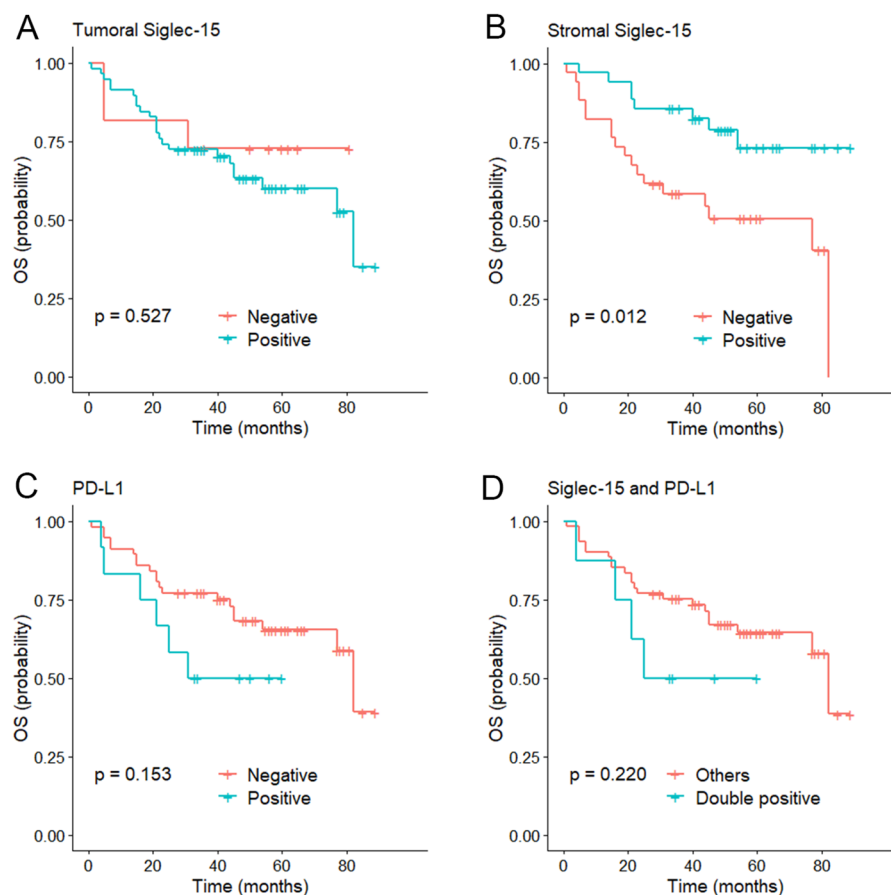 A
Tumoral Siglec-15
OS (probability)
1.00
0.75
0.50
0.25
0.00
p = 0.527
Negative
Positive
0 20 40 60 80
Time (months)
B
Stromal Siglec-15
OS (probability)
1.00
0.75
0.50
0.25
0.00
p = 0.012
Negative
Positive
0 20 40 60 80
Time (months)
C
PD-L1
OS (probability)
1.00
0.75
0.50
0.25
0.00
p = 0.153
Negative
Positive
0 20 40 60 80
Time (months)
D
Siglec-15 and PD-L1
OS (probability)
1.00
0.75
0.50
0.25
0.00
p = 0.220
Others
Double positive
0 20 40 60 80
Time (months)